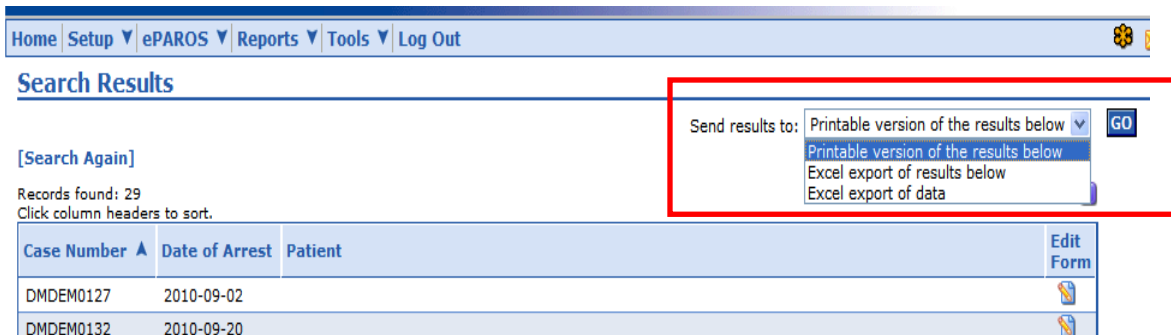 Home Setup ▼ ePAROS ▼ Reports ▼ Tools ▼ Log Out
Search Results
Send results to: Printable version of the results below GO
Printable version of the results below
[Search Again]
Excel export of results below
Excel export of data
Records found: 29
Click column headers to sort.
Case Number ▲ Date of Arrest Patient Edit Form
DMDEM0127 2010-09-02
DMDEM0132 2010-09-20